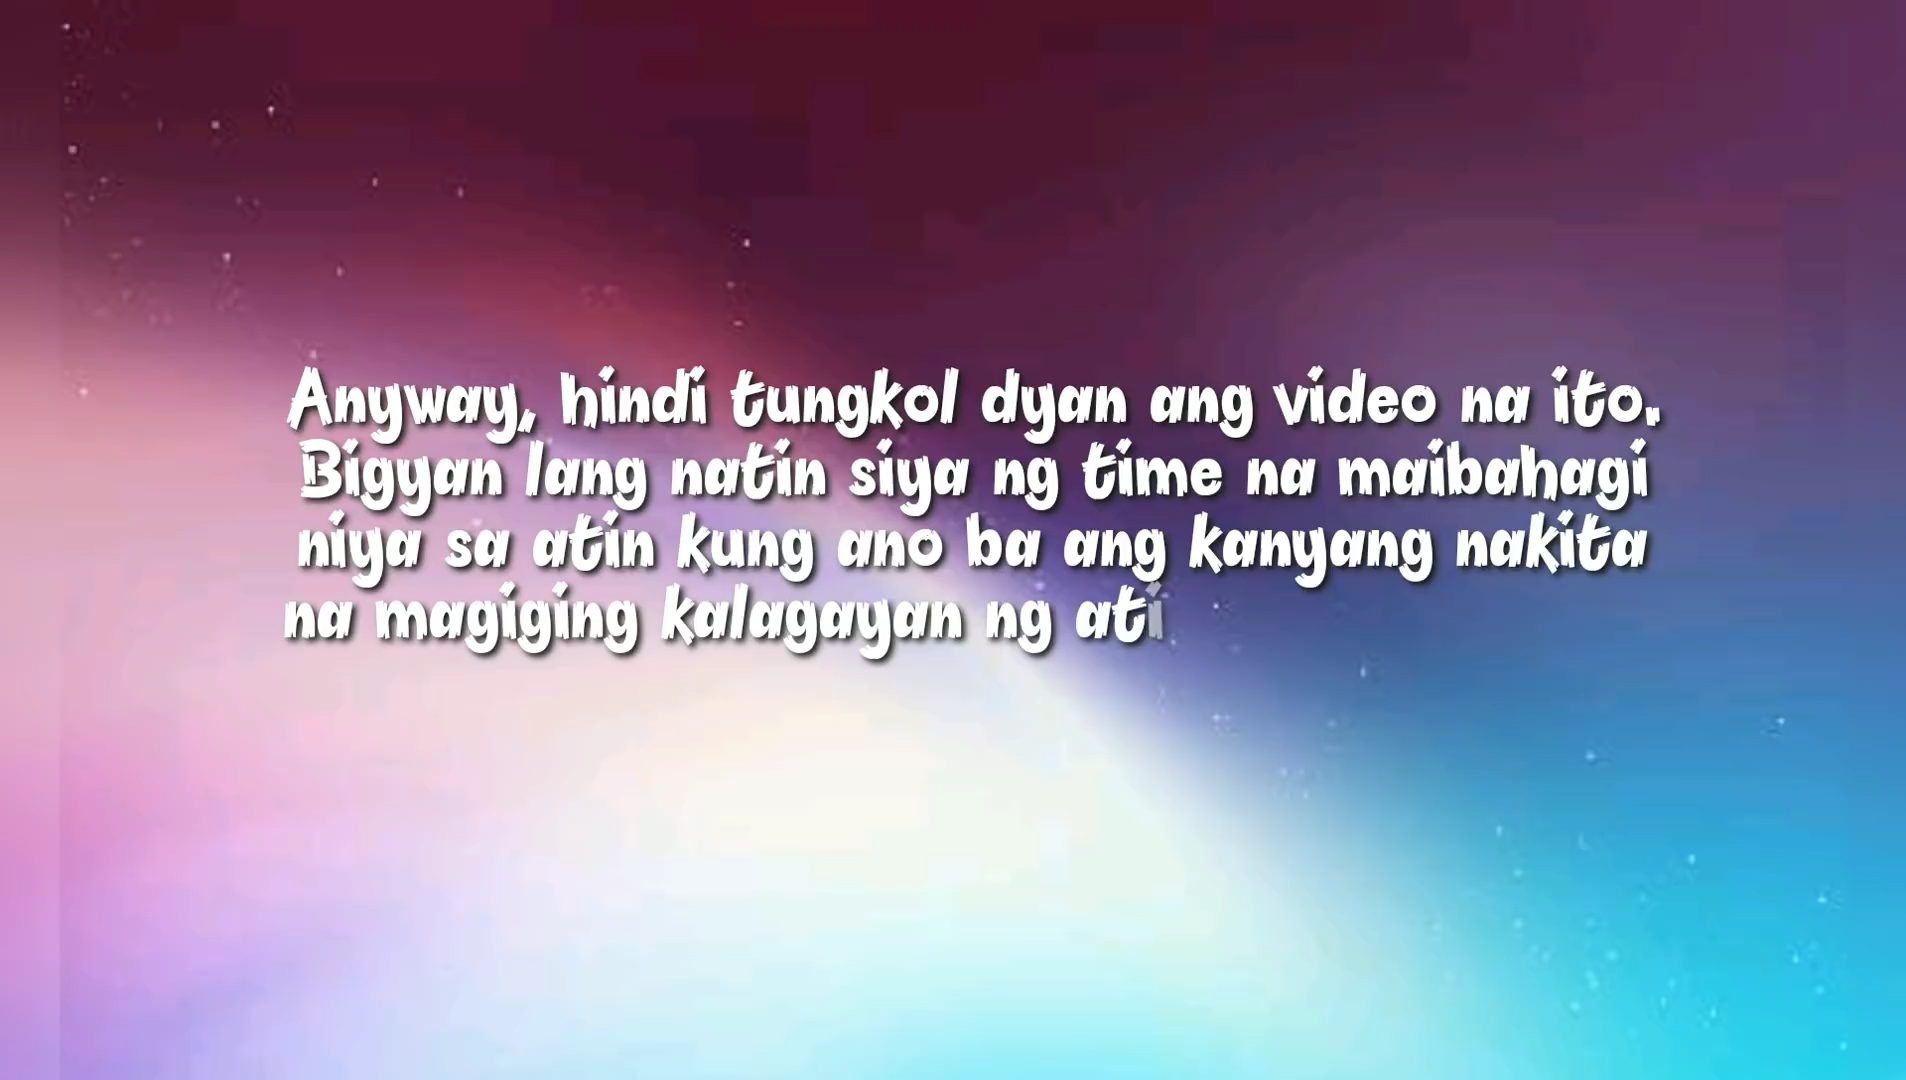 Anyway, hindi tungkol dyan ang video na ito.
Bigyan lang natin siya ng time na maibahagi
niya sa atin kung ano ba ang kanyang nakita
na magiging kalagayan ng ati